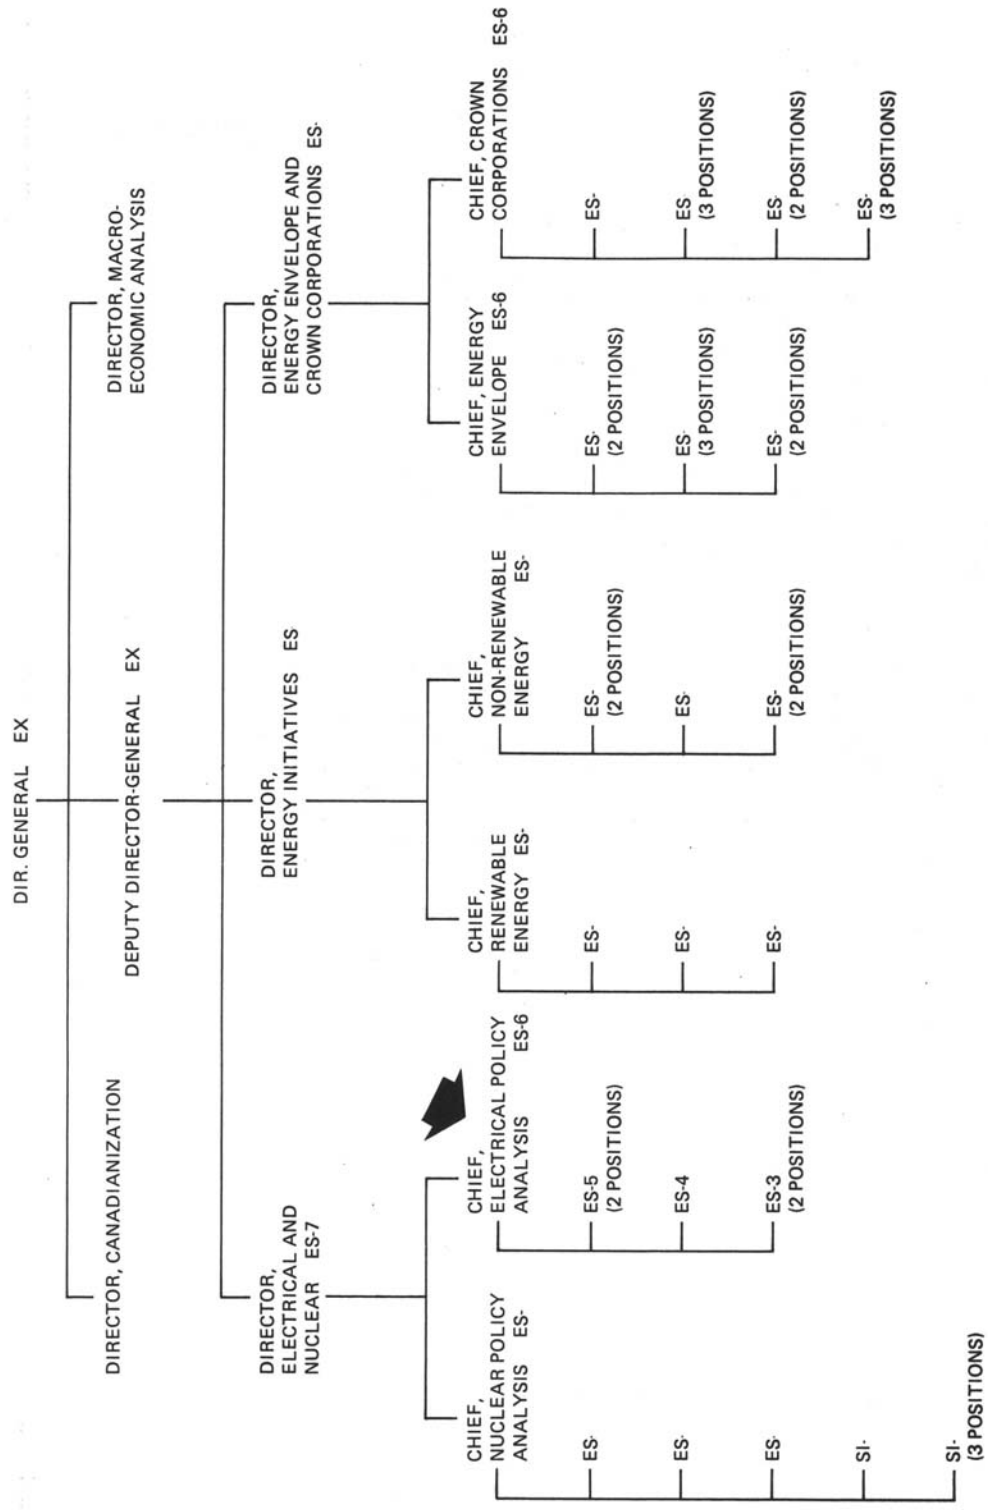 DIR. GENERAL EX
DIRECTOR, CANADIANIZATION
DEPUTY DIRECTOR-GENERAL EX
DIRECTOR, MACRO-
ECONOMIC ANALYSIS
DIRECTOR,
ELECTRICAL AND
NUCLEAR ES-7
DIRECTOR,
ENERGY INITIATIVES ES
DIRECTOR,
ENERGY ENVELOPE AND
CROWN CORPORATIONS ES-
CHIEF,
NUCLEAR POLICY
ANALYSIS ES-
ES-
ES-
ES-
SI-
SI-
(3 POSITIONS)
CHIEF,
ELECTRICAL POLICY
ANALYSIS ES-6
ES-5
(2 POSITIONS)
ES-4
ES-3
(2 POSITIONS)
CHIEF,
RENEWABLE
ENERGY ES-
ES-
ES-
ES-
CHIEF,
NON-RENEWABLE
ENERGY ES-
ES-
(2 POSITIONS)
ES-
ES-
(2 POSITIONS)
CHIEF, ENERGY
ENVELOPE ES-6
ES-
(2 POSITIONS)
ES-
(3 POSITIONS)
ES-
(2 POSITIONS)
CHIEF, CROWN
CORPORATIONS ES-6
ES-
ES-
(3 POSITIONS)
ES-
(2 POSITIONS)
ES-
(3 POSITIONS)